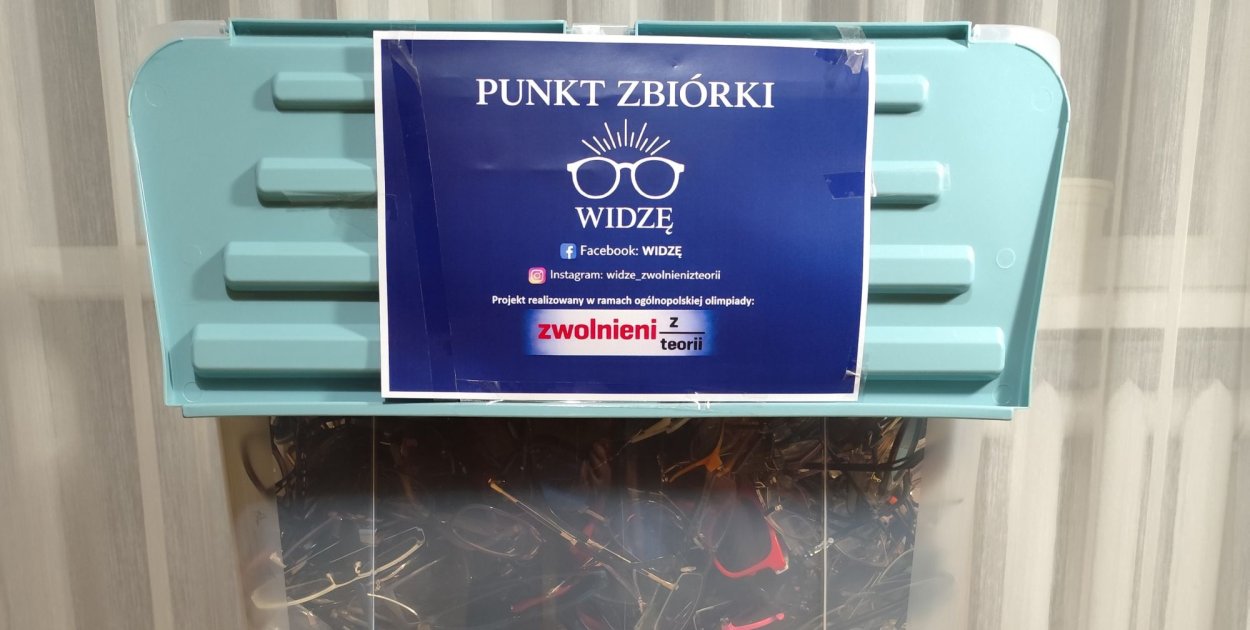 PUNKT ZBIÓRKI
WIDZĘ
Facebook: WIDZĘ
Instagram: widze_zwolnienizteorii
Projekt realizowany w ramach ogólnopolskiej olimpiady:
zwolnieni z
teorii